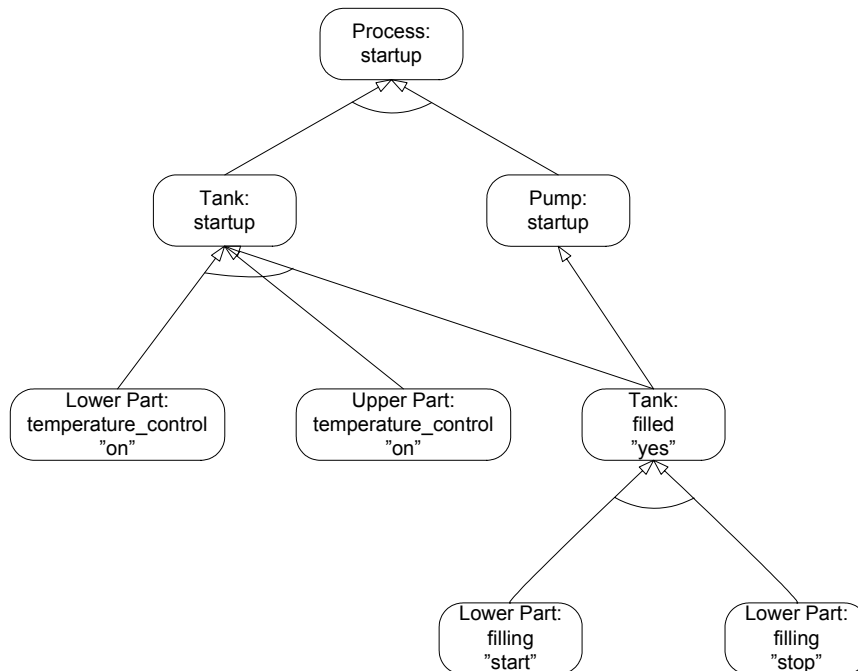 Process:
startup
Tank:
startup
Pump:
startup
Lower Part:
temperature_control
”on”
Upper Part:
temperature_control
”on”
Tank:
filled
”yes”
Lower Part:
filling
”start”
Lower Part:
filling
”stop”